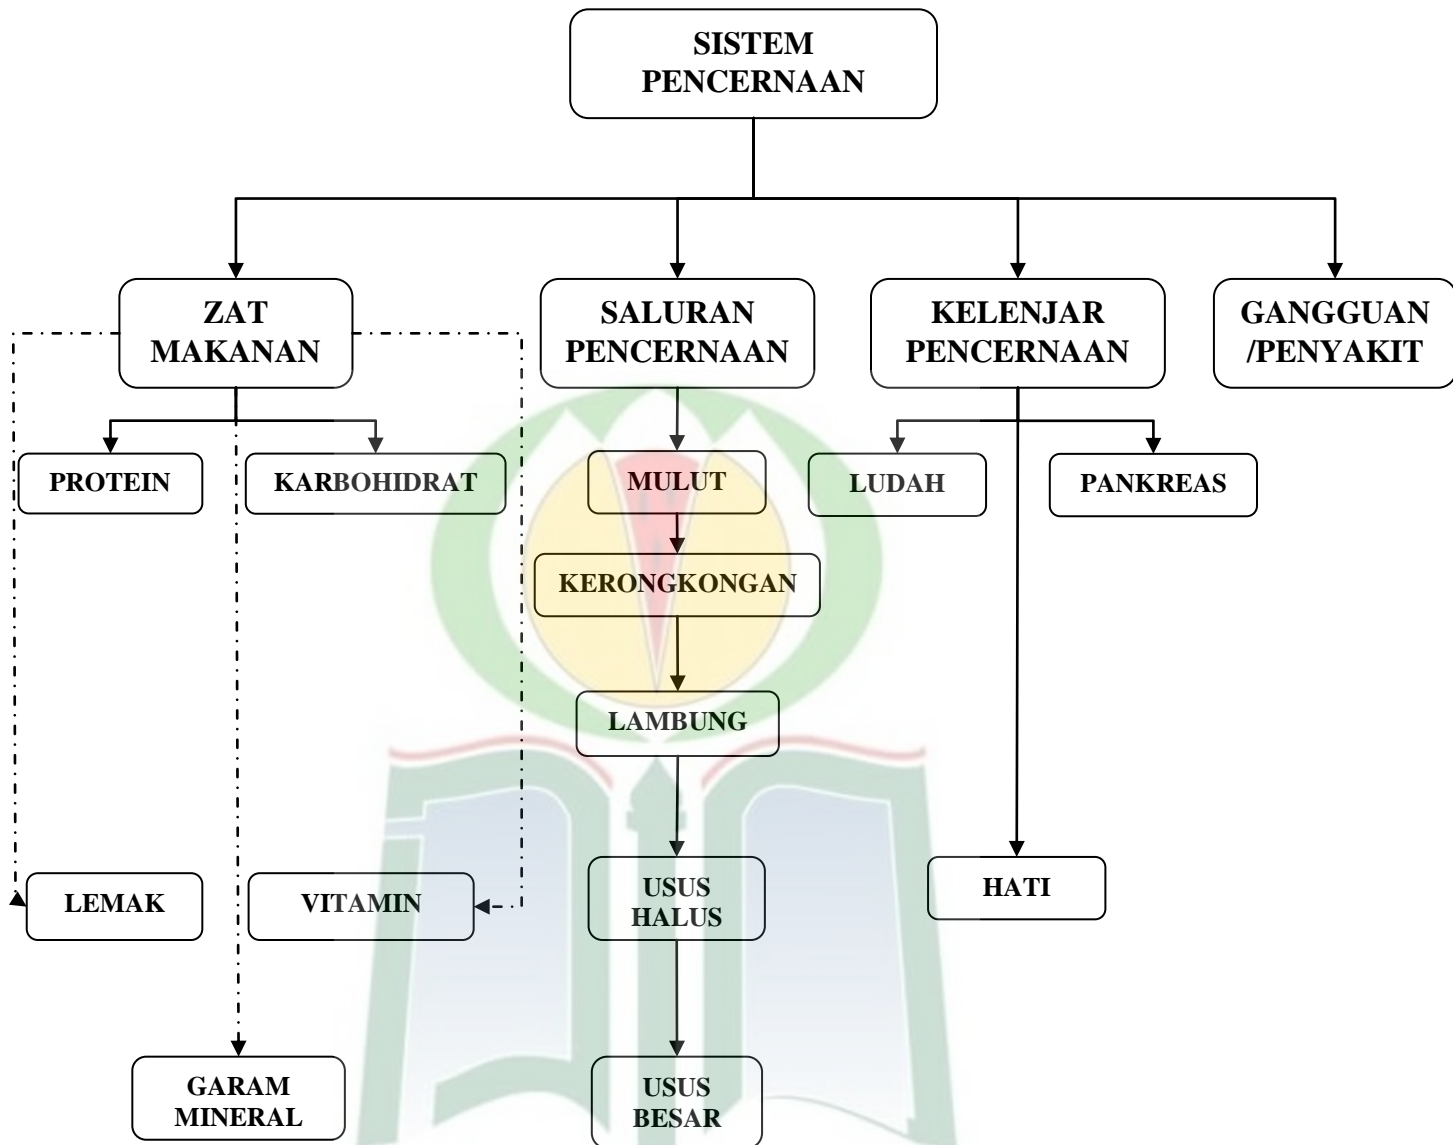 SISTEM
PENCERNAAN
ZAT
MAKANAN
SALURAN
PENCERNAAN
KELENJAR
PENCERNAAN
GANGGUAN
/PENYAKIT
PROTEIN
KARBOHIDRAT
MULUT
LUDAH
PANKREAS
KERONGKONGAN
LAMBUNG
LEMAK
VITAMIN
USUS
HALUS
HATI
GARAM
MINERAL
USUS
BESAR